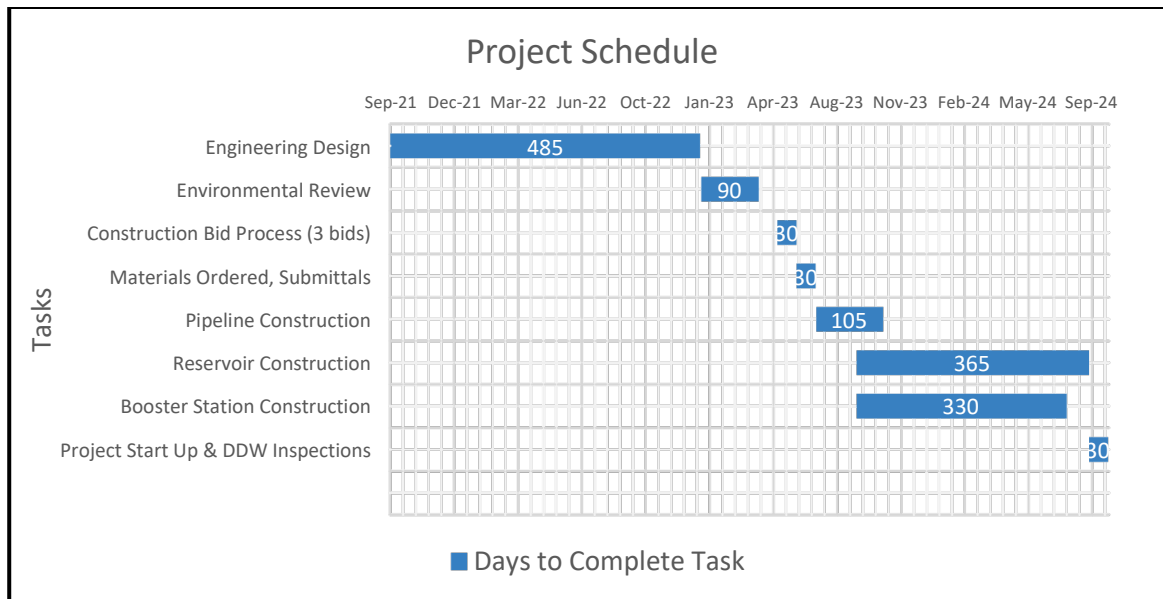 Project Schedule
Sep-21 Dec-21 Mar-22 Jun-22 Oct-22 Jan-23 Apr-23 Aug-23 Nov-23 Feb-24 May-24 Sep-24
Tasks
Engineering Design 485
Environmental Review 90
Construction Bid Process (3 bids) 30
Materials Ordered, Submittals 30
Pipeline Construction 105
Reservoir Construction 365
Booster Station Construction 330
Project Start Up & DDW Inspections 30
Days to Complete Task